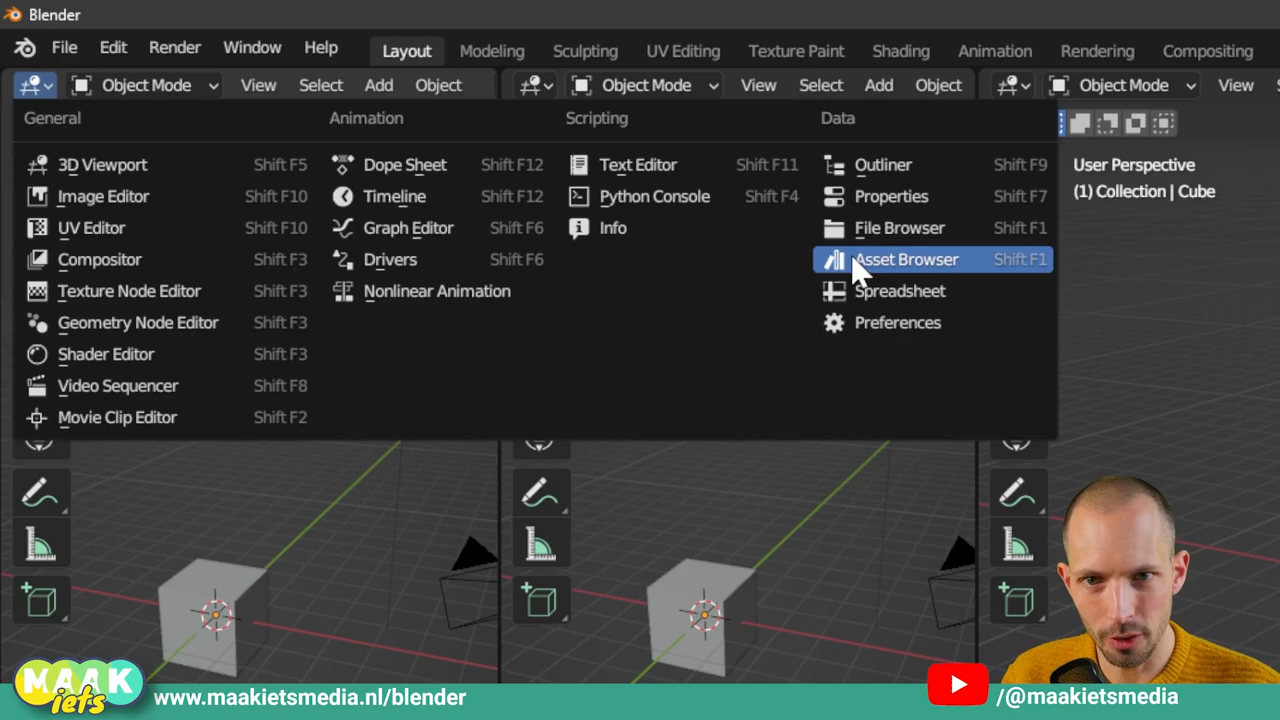 Blender
File Edit Render Window Help Layout Modeling Sculpting UV Editing Texture Paint Shading Animation Rendering Compositing
Object Mode View Select Add Object Object Mode View Select Add Object Object Mode View
General Animation Scripting Data
3D Viewport Shift F5 Dope Sheet Shift F12 Text Editor Shift F11 Outliner Shift F9
Image Editor Shift F10 Timeline Shift F12 Python Console Shift F4 Properties Shift F7
UV Editor Shift F10 Graph Editor Shift F6 Info File Browser Shift F1
Compositor Shift F3 Drivers Shift F6 Asset Browser Shift F1
Texture Node Editor Shift F3 Nonlinear Animation Spreadsheet
Geometry Node Editor Shift F3 Preferences
Shader Editor Shift F3
Video Sequencer Shift F8
Movie Clip Editor Shift F2
User Perspective
(1) Collection | Cube
MAAK
iets
www.maakietsmedia.nl/blender
/@maakietsmedia